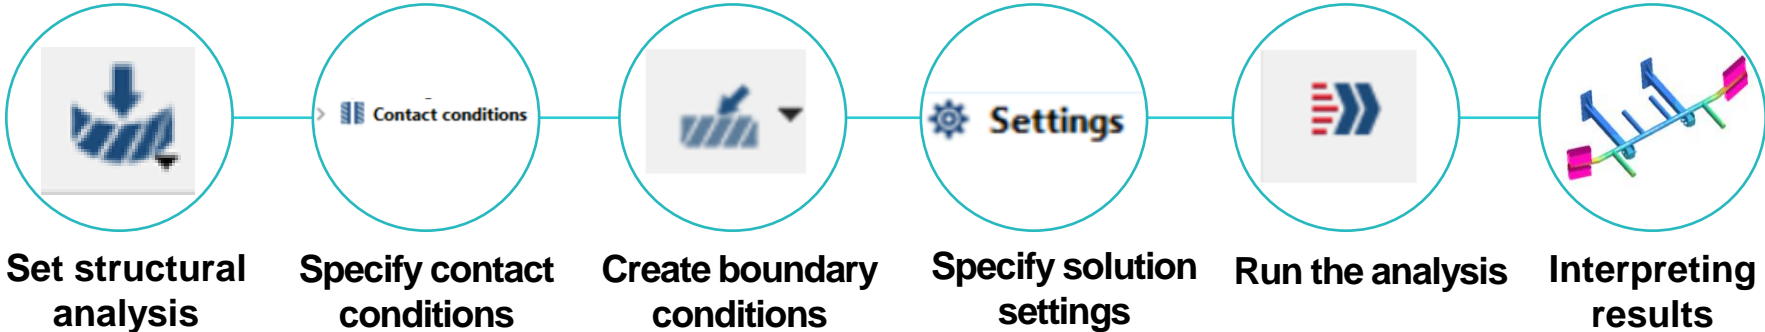 Contact conditions
Settings
Set structural
analysis
Specify contact
conditions
Create boundary
conditions
Specify solution
settings
Run the analysis
Interpreting
results